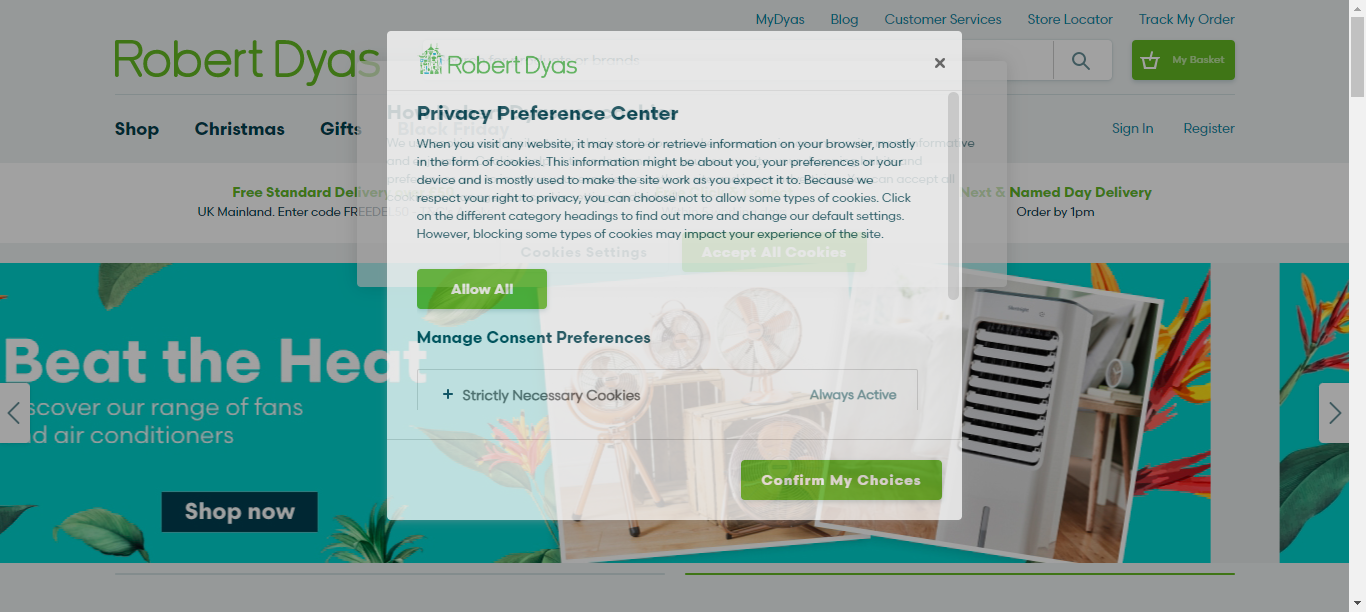 MyDyas Blog Customer Services Store Locator Track My Order
Robert Dyas
My Basket
Shop Christmas Gifts Black Friday
Sign In Register
Free Standard Delivery
UK Mainland. Enter code
Next & Named Day Delivery
Order by 1pm
Robert Dyas
Privacy Preference Center
When you visit any website, it may store or retrieve information on your browser, mostly
in the form of cookies. This information might be about you, your preferences or your
device and is mostly used to make the site work as you expect it to. Because we
respect your right to privacy, you can choose not to allow some types of cookies. Click
on the different category headings to find out more and change our default settings.
However, blocking some types of cookies may impact your experience of the site.
Cookies Settings Accept All Cookies
Allow All
Manage Consent Preferences
+ Strictly Necessary Cookies Always Active
Confirm My Choices
Beat the Heat
our range of fans
air conditioners
Shop now